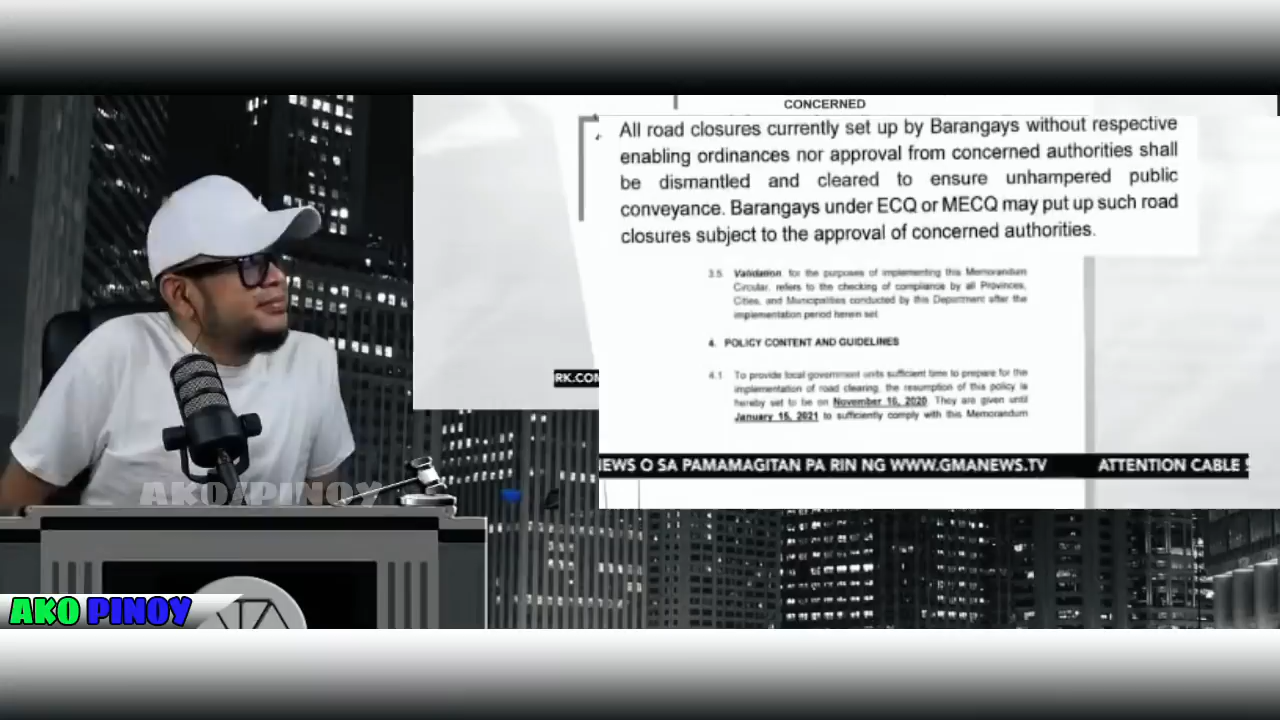 CONCERNED
All road closures currently set up by Barangays without respective
enabling ordinances nor approval from concerned authorities shall
be dismantled and cleared to ensure unhampered public
conveyance. Barangays under ECQ or MECQ may put up such road
closures subject to the approval of concerned authorities.
3.5. Validation for the purposes of implementing this Memorandum
Circular, refers to the checking of compliance by all Provinces,
Cities, and Municipalities conducted by this Department after the
implementation period herein set.
4. POLICY CONTENT AND GUIDELINES
4.1 To provide local government units sufficient time to prepare for the
implementation of road clearing, the resumption of this policy is
hereby set to be on November 16, 2020. They are given until
January 15, 2021 to sufficiently comply with this Memorandum
RK.COM
EWS O SA PAMAMAGITAN PA RIN NG WWW.GMANEWS.TV ATTENTION CABLE S
AKO PINOY
AKO PINOY